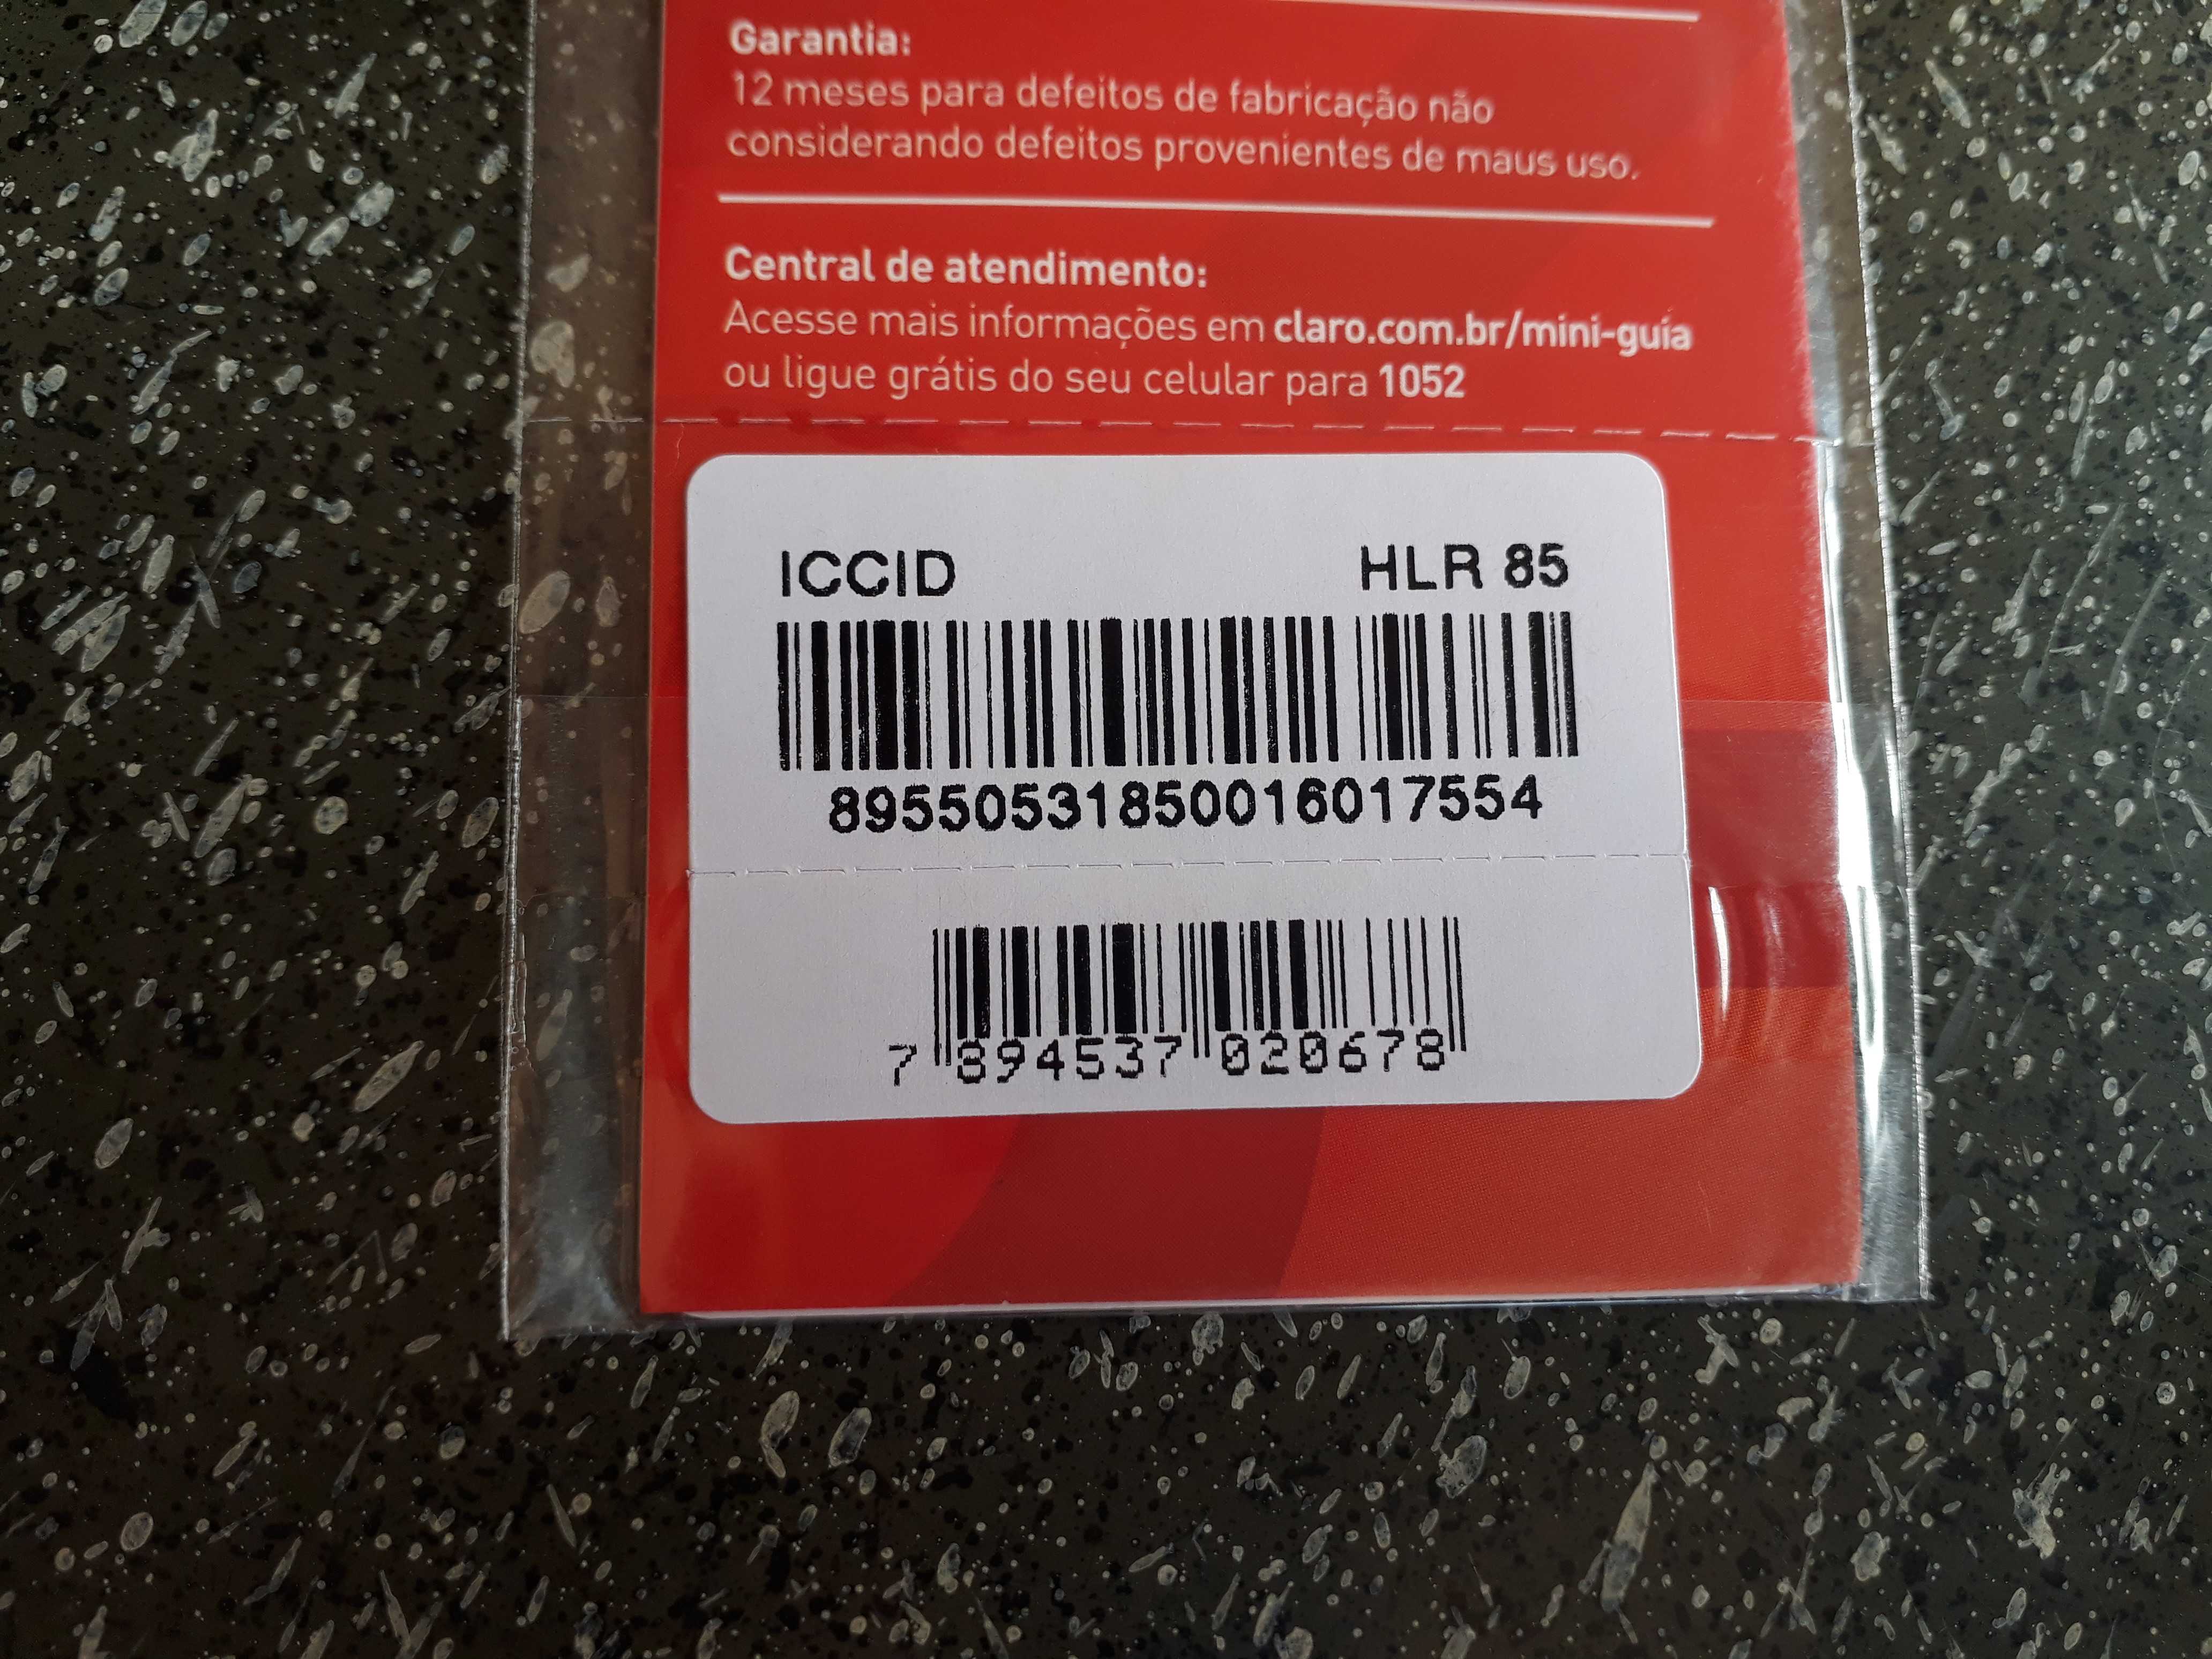 Garantia:
12 meses para defeitos de fabricação não
considerando defeitos provenientes de maus uso.
Central de atendimento:
Acesse mais informações em claro.com.br/mini-guia
ou ligue grátis do seu celular para 1052
ICCID HLR 85
89550531850016017554
7 894537 020678